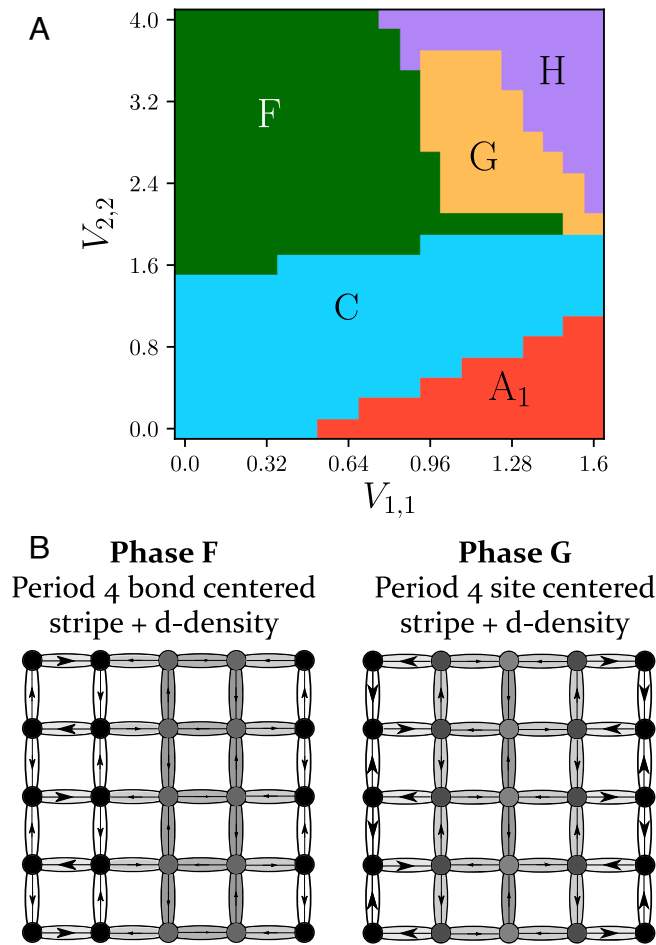 A
4.0
3.2
2.4
1.6
0.8
0.0
V2,2
F
H
G
C
A1
0.0 0.32 0.64 0.96 1.28 1.6
V1,1
B
Phase F
Period 4 bond centered
stripe + d-density
Phase G
Period 4 site centered
stripe + d-density